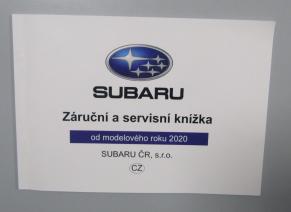 SUBARU
Záruční a servisní knížka
od modelového roku 2020
SUBARU ČR, s.r.o.
CZ